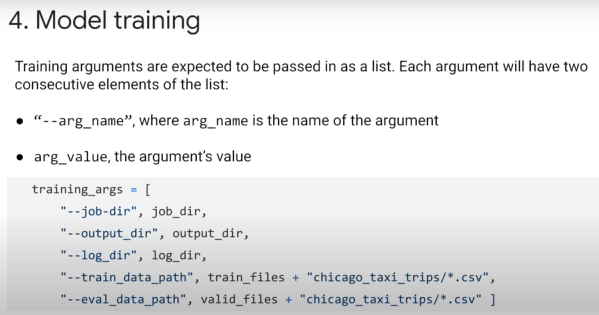 4. Model training
Training arguments are expected to be passed in as a list. Each argument will have two
consecutive elements of the list:
● “--arg_name”, where arg_name is the name of the argument
● arg_value, the argument’s value
training_args = [
"--job-dir", job_dir,
"--output_dir", output_dir,
"--log_dir", log_dir,
"--train_data_path", train_files + "chicago_taxi_trips/*.csv",
"--eval_data_path", valid_files + "chicago_taxi_trips/*.csv" ]